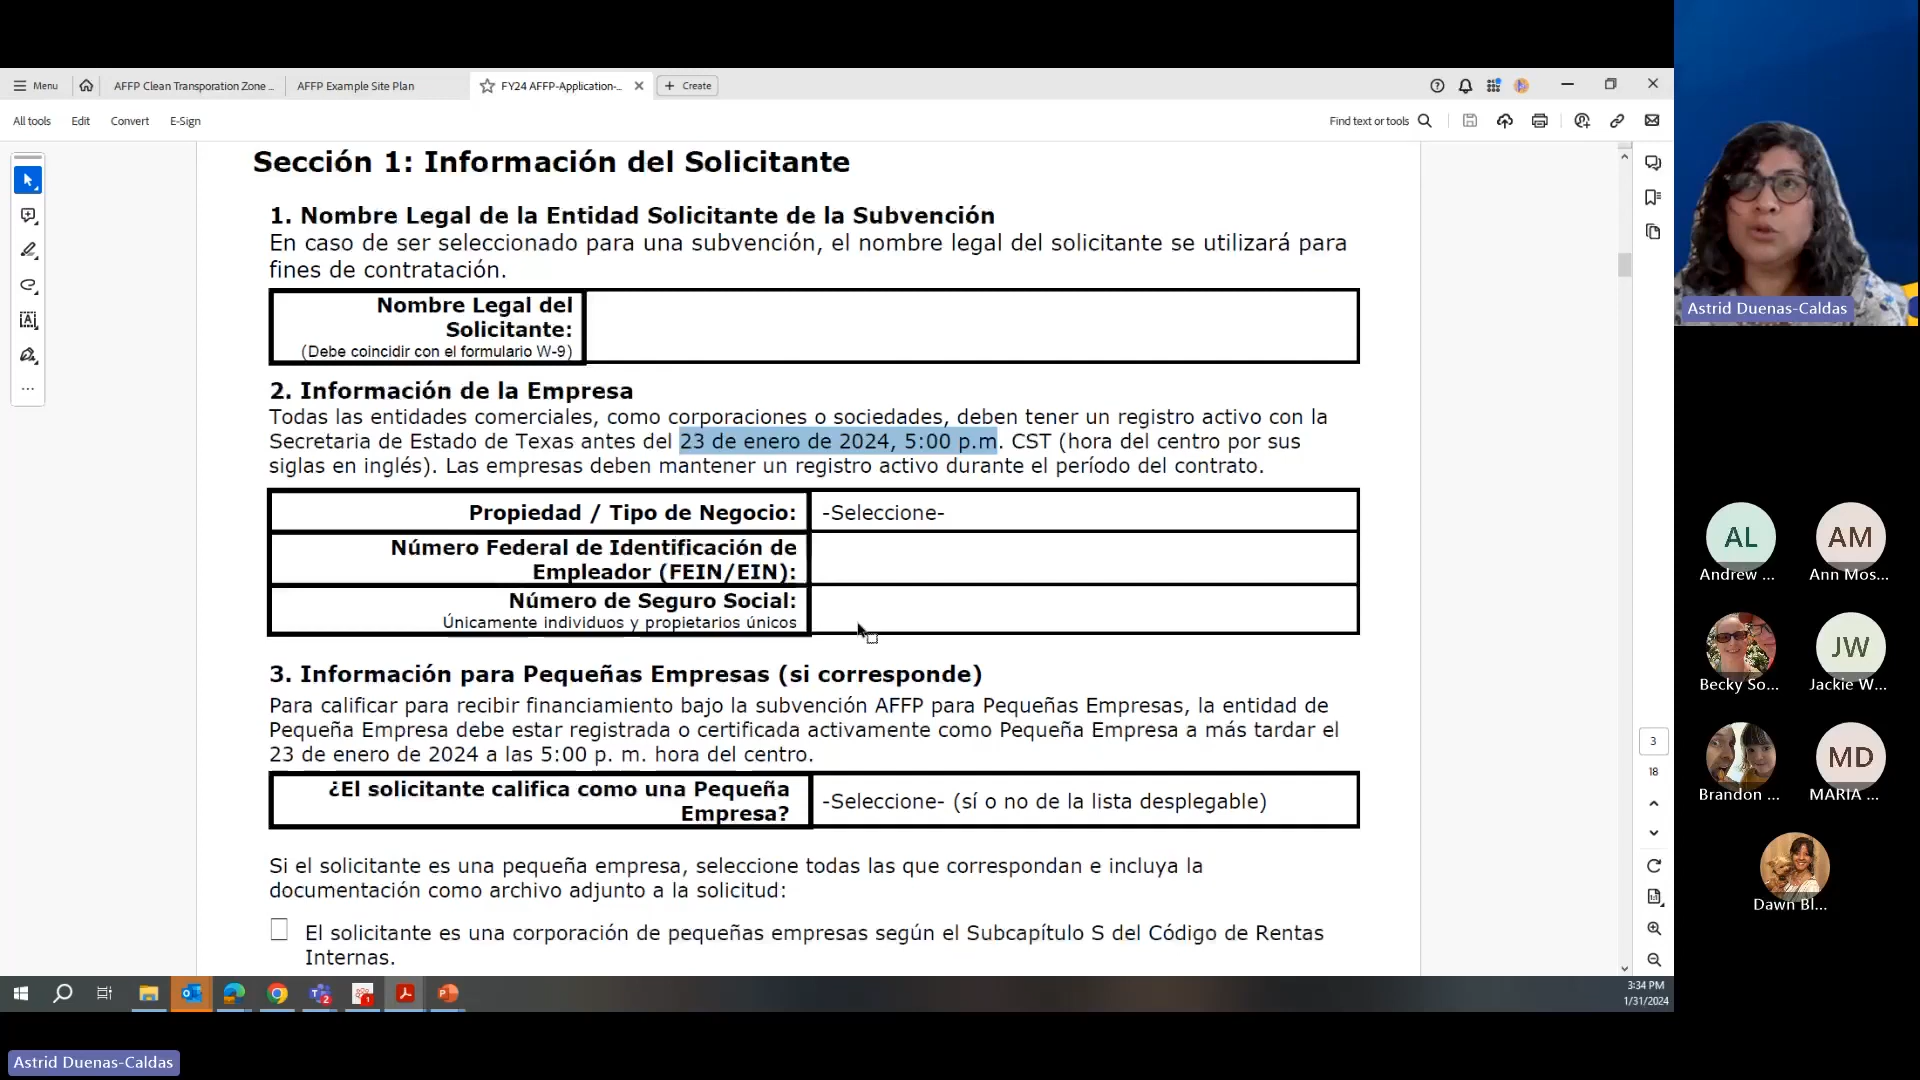 Menu
AFFP Clean Transporation Zone ...
AFFP Example Site Plan
FY24 AFFP-Application-...
+ Create
All tools
Edit
Convert
E-Sign
Find text or tools
Sección 1: Información del Solicitante
1. Nombre Legal de la Entidad Solicitante de la Subvención
En caso de ser seleccionado para una subvención, el nombre legal del solicitante se utilizará para
fines de contratación.
Nombre Legal del
Solicitante:
(Debe coincidir con el formulario W-9)
2. Información de la Empresa
Todas las entidades comerciales, como corporaciones o sociedades, deben tener un registro activo con la
Secretaria de Estado de Texas antes del 23 de enero de 2024, 5:00 p.m. CST (hora del centro por sus
siglas en inglés). Las empresas deben mantener un registro activo durante el período del contrato.
Propiedad / Tipo de Negocio:
-Seleccione-
Número Federal de Identificación de
Empleador (FEIN/EIN):
Número de Seguro Social:
Únicamente individuos y propietarios únicos
3. Información para Pequeñas Empresas (si corresponde)
Para calificar para recibir financiamiento bajo la subvención AFFP para Pequeñas Empresas, la entidad de
Pequeña Empresa debe estar registrada o certificada activamente como Pequeña Empresa a más tardar el
23 de enero de 2024 a las 5:00 p. m. hora del centro.
¿El solicitante califica como una Pequeña
Empresa?
-Seleccione- (sí o no de la lista desplegable)
Si el solicitante es una pequeña empresa, seleccione todas las que correspondan e incluya la
documentación como archivo adjunto a la solicitud:
El solicitante es una corporación de pequeñas empresas según el Subcapítulo S del Código de Rentas
Internas.
3
18
3:34 PM
1/31/2024
Astrid Duenas-Caldas
AL
Andrew ...
AM
Ann Mos...
Becky So...
JW
Jackie W...
Brandon ...
MD
MARIA ...
Dawn Bl...
Astrid Duenas-Caldas